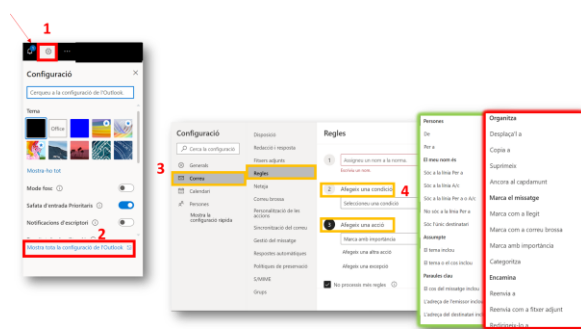 1
Configuració
Cerqueu a la configuració de l'Outlook
Tema
Office
Mostra-ho tot
Mode fosc
Safata d'entrada Prioritaris
Notificacions d'escriptori
2
Mostra tota la configuració de l'Outlook
3
Configuració
Cerca la configuració
Generals
Correu
Calendari
Persones
Mostra la
configuració ràpida
Disposició
Redacció i resposta
Fitxers adjunts
Regles
Neteja
Correu brossa
Personalització de les
accions
Sincronització del correu
Gestió del missatge
Respostes automàtiques
Polítiques de preservació
S/MIME
Grups
Regles
1
Assigneu un nom a la norma.
2
Afegeix una condició
4
Seleccioneu una condició
3
Afegeix una acció
Marca amb importància
Afegeix una altra acció
Afegeix una excepció
No processis més regles
Persones
De
Per a
El meu nom és
Sóc a la línia Per a
Sóc a la línia A/c
Sóc a la línia Per a o A/c
No sóc a la línia Per a
Sóc l'únic destinatari
Assumpte
El tema inclou
El tema o el cos inclou
Paraules clau
El cos del missatge inclou
L'adreça de l'emissor inclou
L'adreça del destinatari inclou
Organitza
Desplaça'l a
Copia a
Suprimeix
Ancora al capdamunt
Marca el missatge
Marca com a llegit
Marca com a correu brossa
Marca amb importància
Categoritza
Encamina
Reenvia a
Reenvia com a fitxer adjunt
Redirigeix-lo a